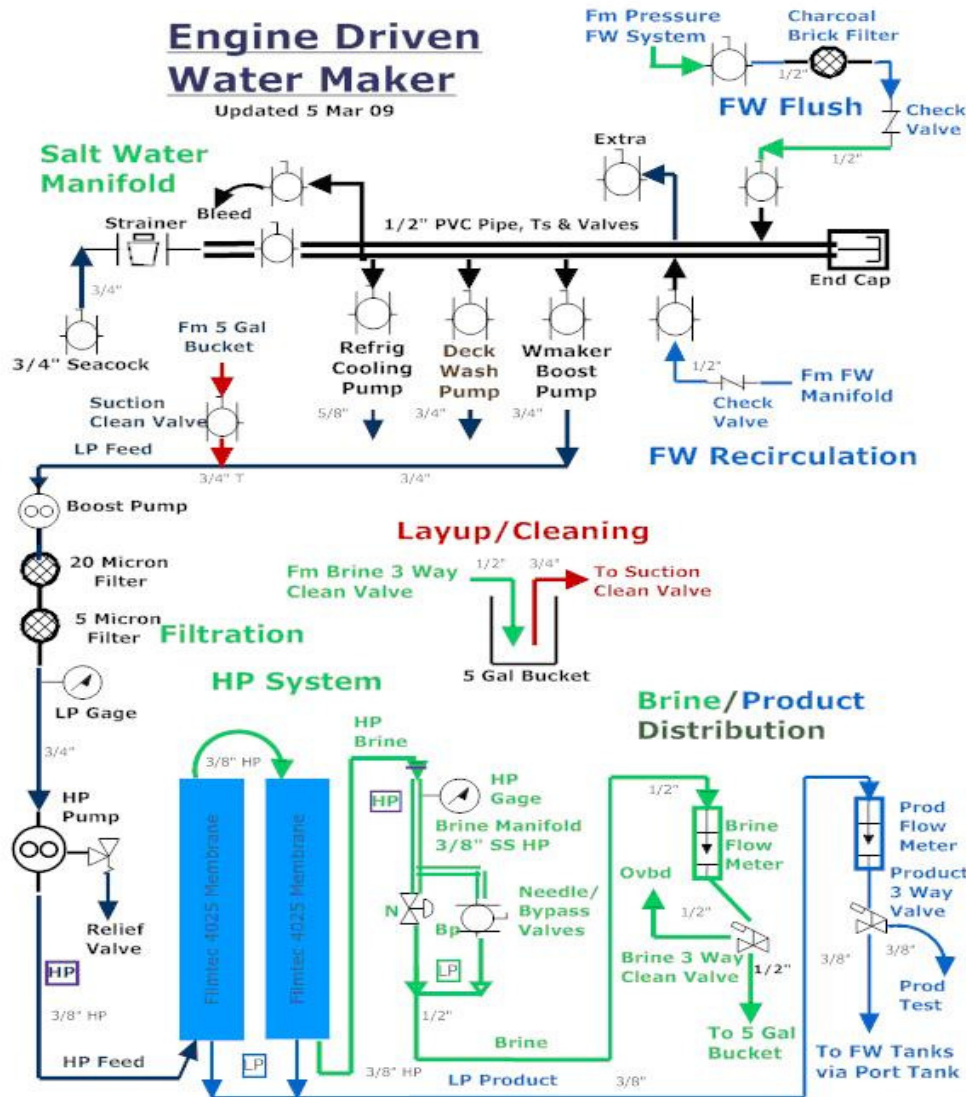 Engine Driven
Water Maker
Updated 5 Mar 09
Fm Pressure
FW System
Charcoal
Brick Filter
1/2"
FW Flush
Check
Valve
1/2"
Salt Water
Manifold
Extra
Bleed
Strainer
1/2" PVC Pipe, Ts & Valves
3/4"
End Cap
3/4" Seacock
Fm 5 Gal
Bucket
Refrig
Cooling
Pump
Deck
Wash
Pump
Wmaker
Boost
Pump
1/2"
Fm FW
Manifold
Check
Valve
Suction
Clean Valve
5/8"
3/4"
3/4"
LP Feed
FW Recirculation
3/4" T
3/4"
Boost Pump
Layup/Cleaning
20 Micron
Filter
1/2"
3/4"
Fm Brine 3 Way
Clean Valve
To Suction
Clean Valve
5 Micron
Filter
Filtration
5 Gal Bucket
HP System
LP Gage
Brine/Product
Distribution
HP
Brine
3/4"
3/8" HP
HP
Pump
HP
HP
Gage
1/2"
Brine Manifold
3/8" SS HP
Brine
Flow
Meter
Prod
Flow
Meter
Ovbd
Product
3 Way
Valve
Filmtec 4025 Membrane
Filmtec 4025 Membrane
N
Bp
Needle/
Bypass
Valves
Relief
Valve
1/2"
HP
LP
Brine 3 Way
Clean Valve
1/2"
3/8"
3/8"
3/8" HP
1/2"
Prod
Test
Brine
To 5 Gal
Bucket
HP Feed
LP
3/8" HP
LP Product
3/8"
To FW Tanks
via Port Tank